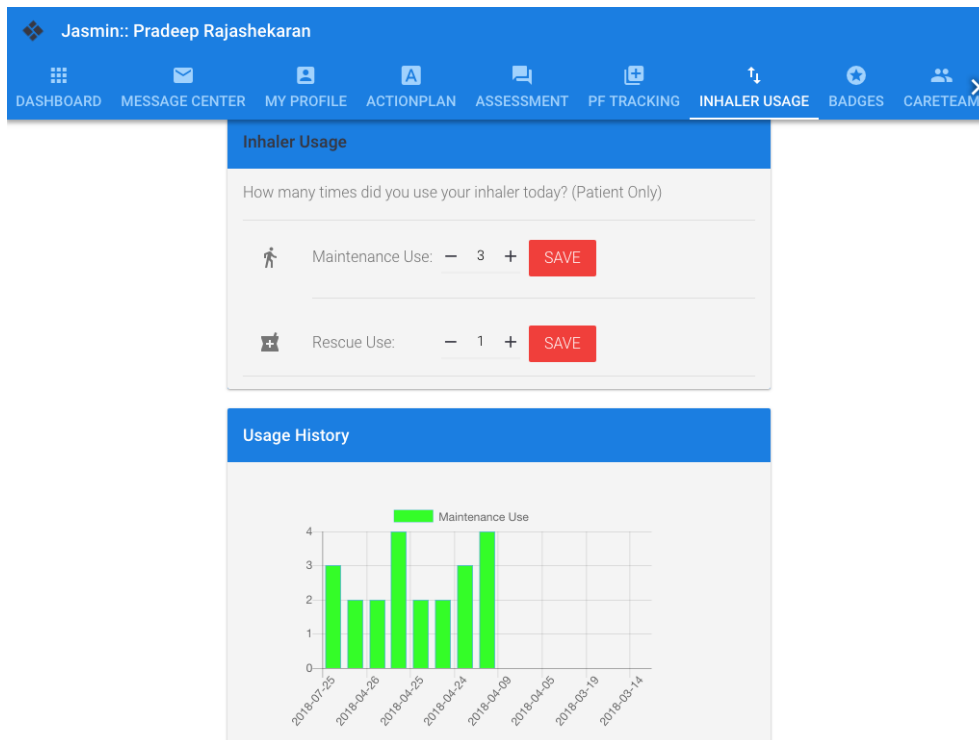 Jasmin:: Pradeep Rajashekaran
DASHBOARD MESSAGE CENTER MY PROFILE ACTIONPLAN ASSESSMENT PF TRACKING INHALER USAGE BADGES CARETEAM
Inhaler Usage
How many times did you use your inhaler today? (Patient Only)
Maintenance Use: − 3 + SAVE
Rescue Use: − 1 + SAVE
Usage History
Maintenance Use
4
3
2
1
0
2018-07-25 2018-04-26 2018-04-25 2018-04-24 2018-04-09 2018-04-05 2018-03-19 2018-03-14